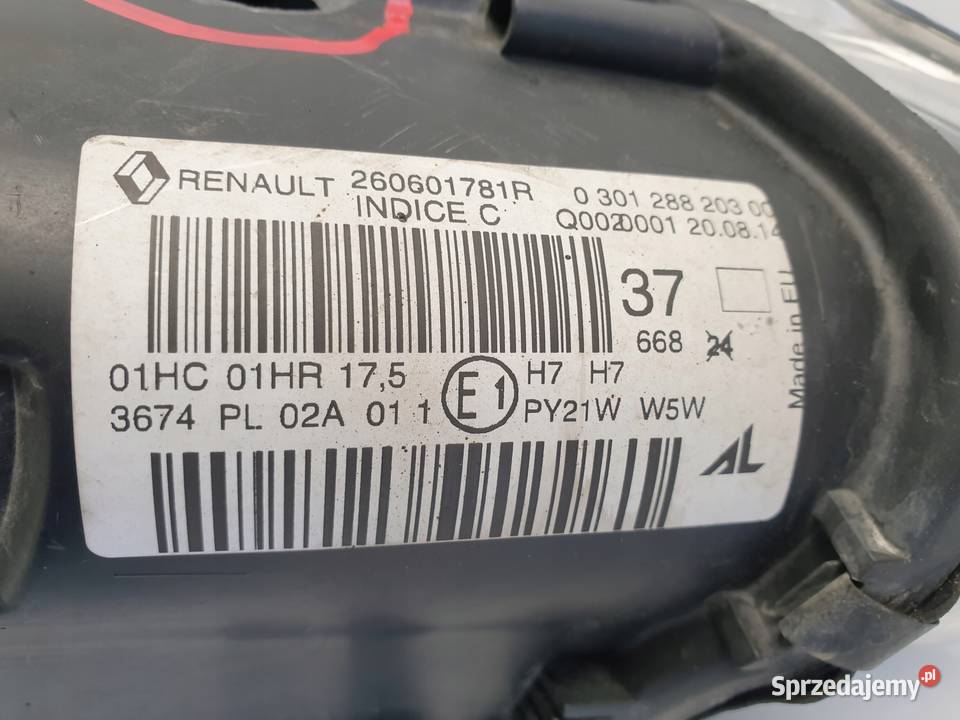 RENAULT 260601781R 0 301 288 203 00
INDICE C Q0020001 20.08.14
37
668 24
Made in EU
01HC 01HR 17,5 E1 H7 H7
3674 PL 02A 01 1 PY21W W5W
AL
Sprzedajemy.pl